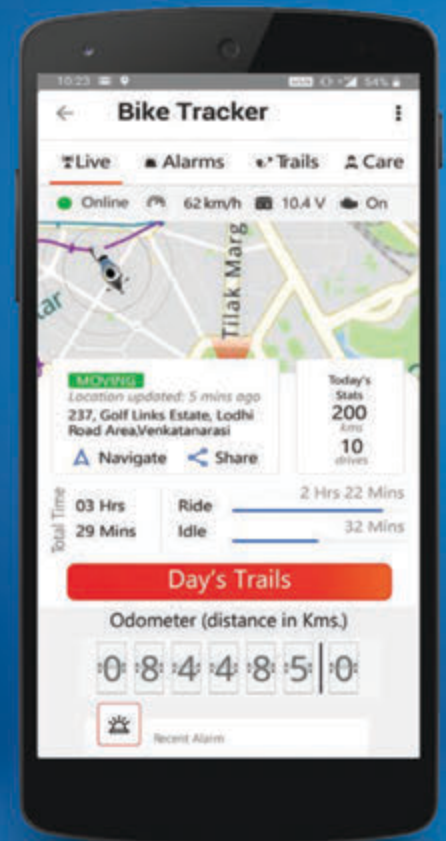 10:23
54%
Bike Tracker
Live
Alarms
Trails
Care
Online
62 km/h
10.4 V
On
Tilak Marg
kar
MOVING
Location updated: 5 mins ago
237, Golf Links Estate, Lodhi
Road Area,Venkatanarasi
Navigate
Share
Today's
Stats
200
kms
10
drives
Total Time
03 Hrs
29 Mins
Ride
2 Hrs 22 Mins
Idle
32 Mins
Day's Trails
Odometer (distance in Kms.)
0 8 4 4 8 5 0
Recent Alarm